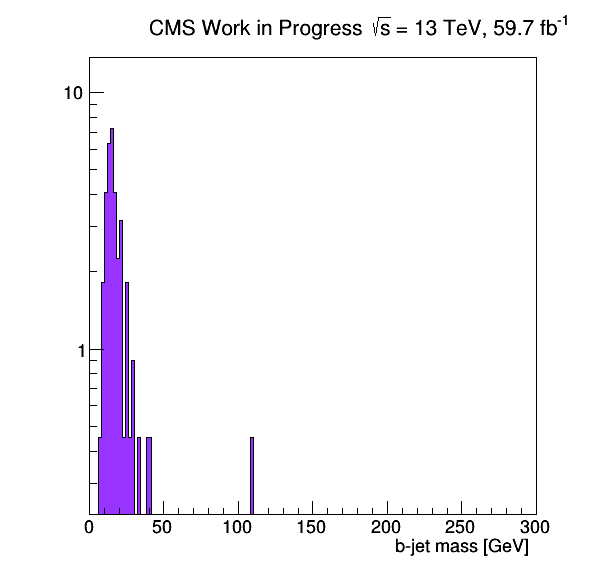 CMS Work in Progress √s = 13 TeV, 59.7 fb⁻¹
10
1
0 50 100 150 200 250 300
b-jet mass [GeV]